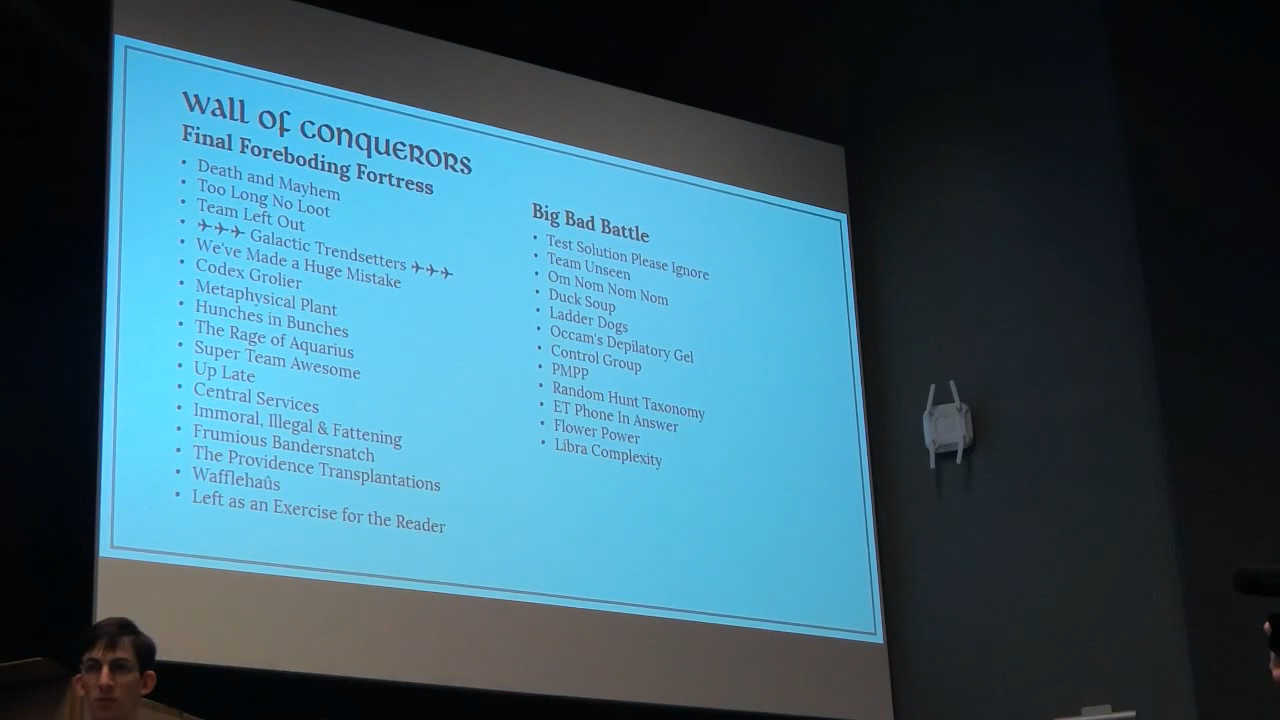 Wall of Conquerors
Final Foreboding Fortress
• Death and Mayhem
• Too Long No Loot
• Team Left Out
• ✈✈✈ Galactic Trendsetters ✈✈✈
• We've Made a Huge Mistake
• Codex Grolier
• Metaphysical Plant
• Hunches in Bunches
• The Rage of Aquarius
• Super Team Awesome
• Up Late
• Central Services
• Immoral, Illegal & Fattening
• Frumious Bandersnatch
• The Providence Transplantations
• Wafflehaûs
• Left as an Exercise for the Reader
Big Bad Battle
• Test Solution Please Ignore
• Team Unseen
• Om Nom Nom Nom
• Duck Soup
• Ladder Dogs
• Occam's Depilatory Gel
• Control Group
• PMPP
• Random Hunt Taxonomy
• ET Phone In Answer
• Flower Power
• Libra Complexity